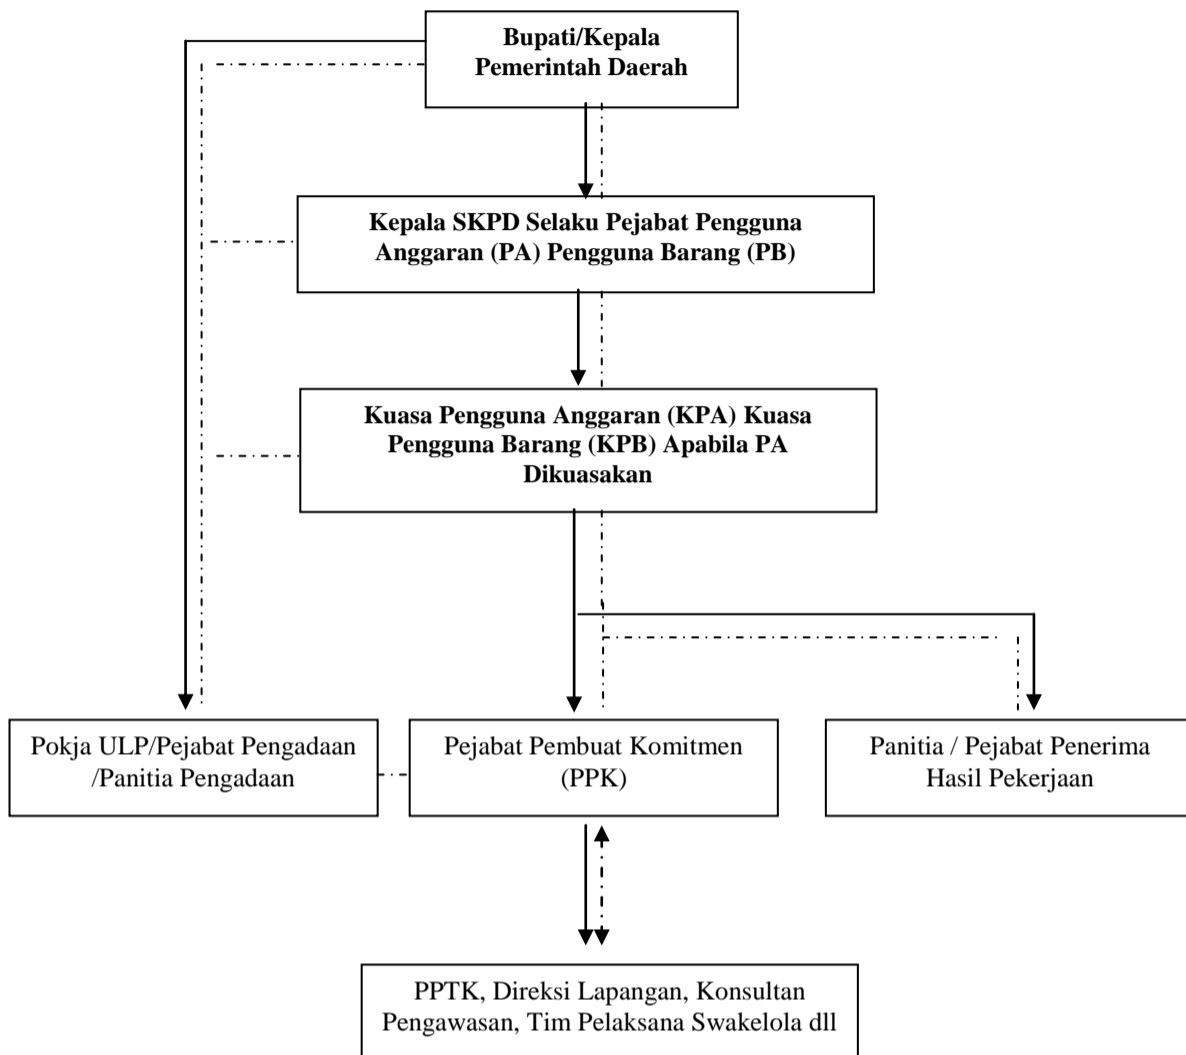 Bupati/Kepala
Pemerintah Daerah
Kepala SKPD Selaku Pejabat Pengguna
Anggaran (PA) Pengguna Barang (PB)
Kuasa Pengguna Anggaran (KPA) Kuasa
Pengguna Barang (KPB) Apabila PA
Dikuasakan
Pokja ULP/Pejabat Pengadaan
/Panitia Pengadaan
Pejabat Pembuat Komitmen
(PPK)
Panitia / Pejabat Penerima
Hasil Pekerjaan
PPTK, Direksi Lapangan, Konsultan
Pengawasan, Tim Pelaksana Swakelola dll